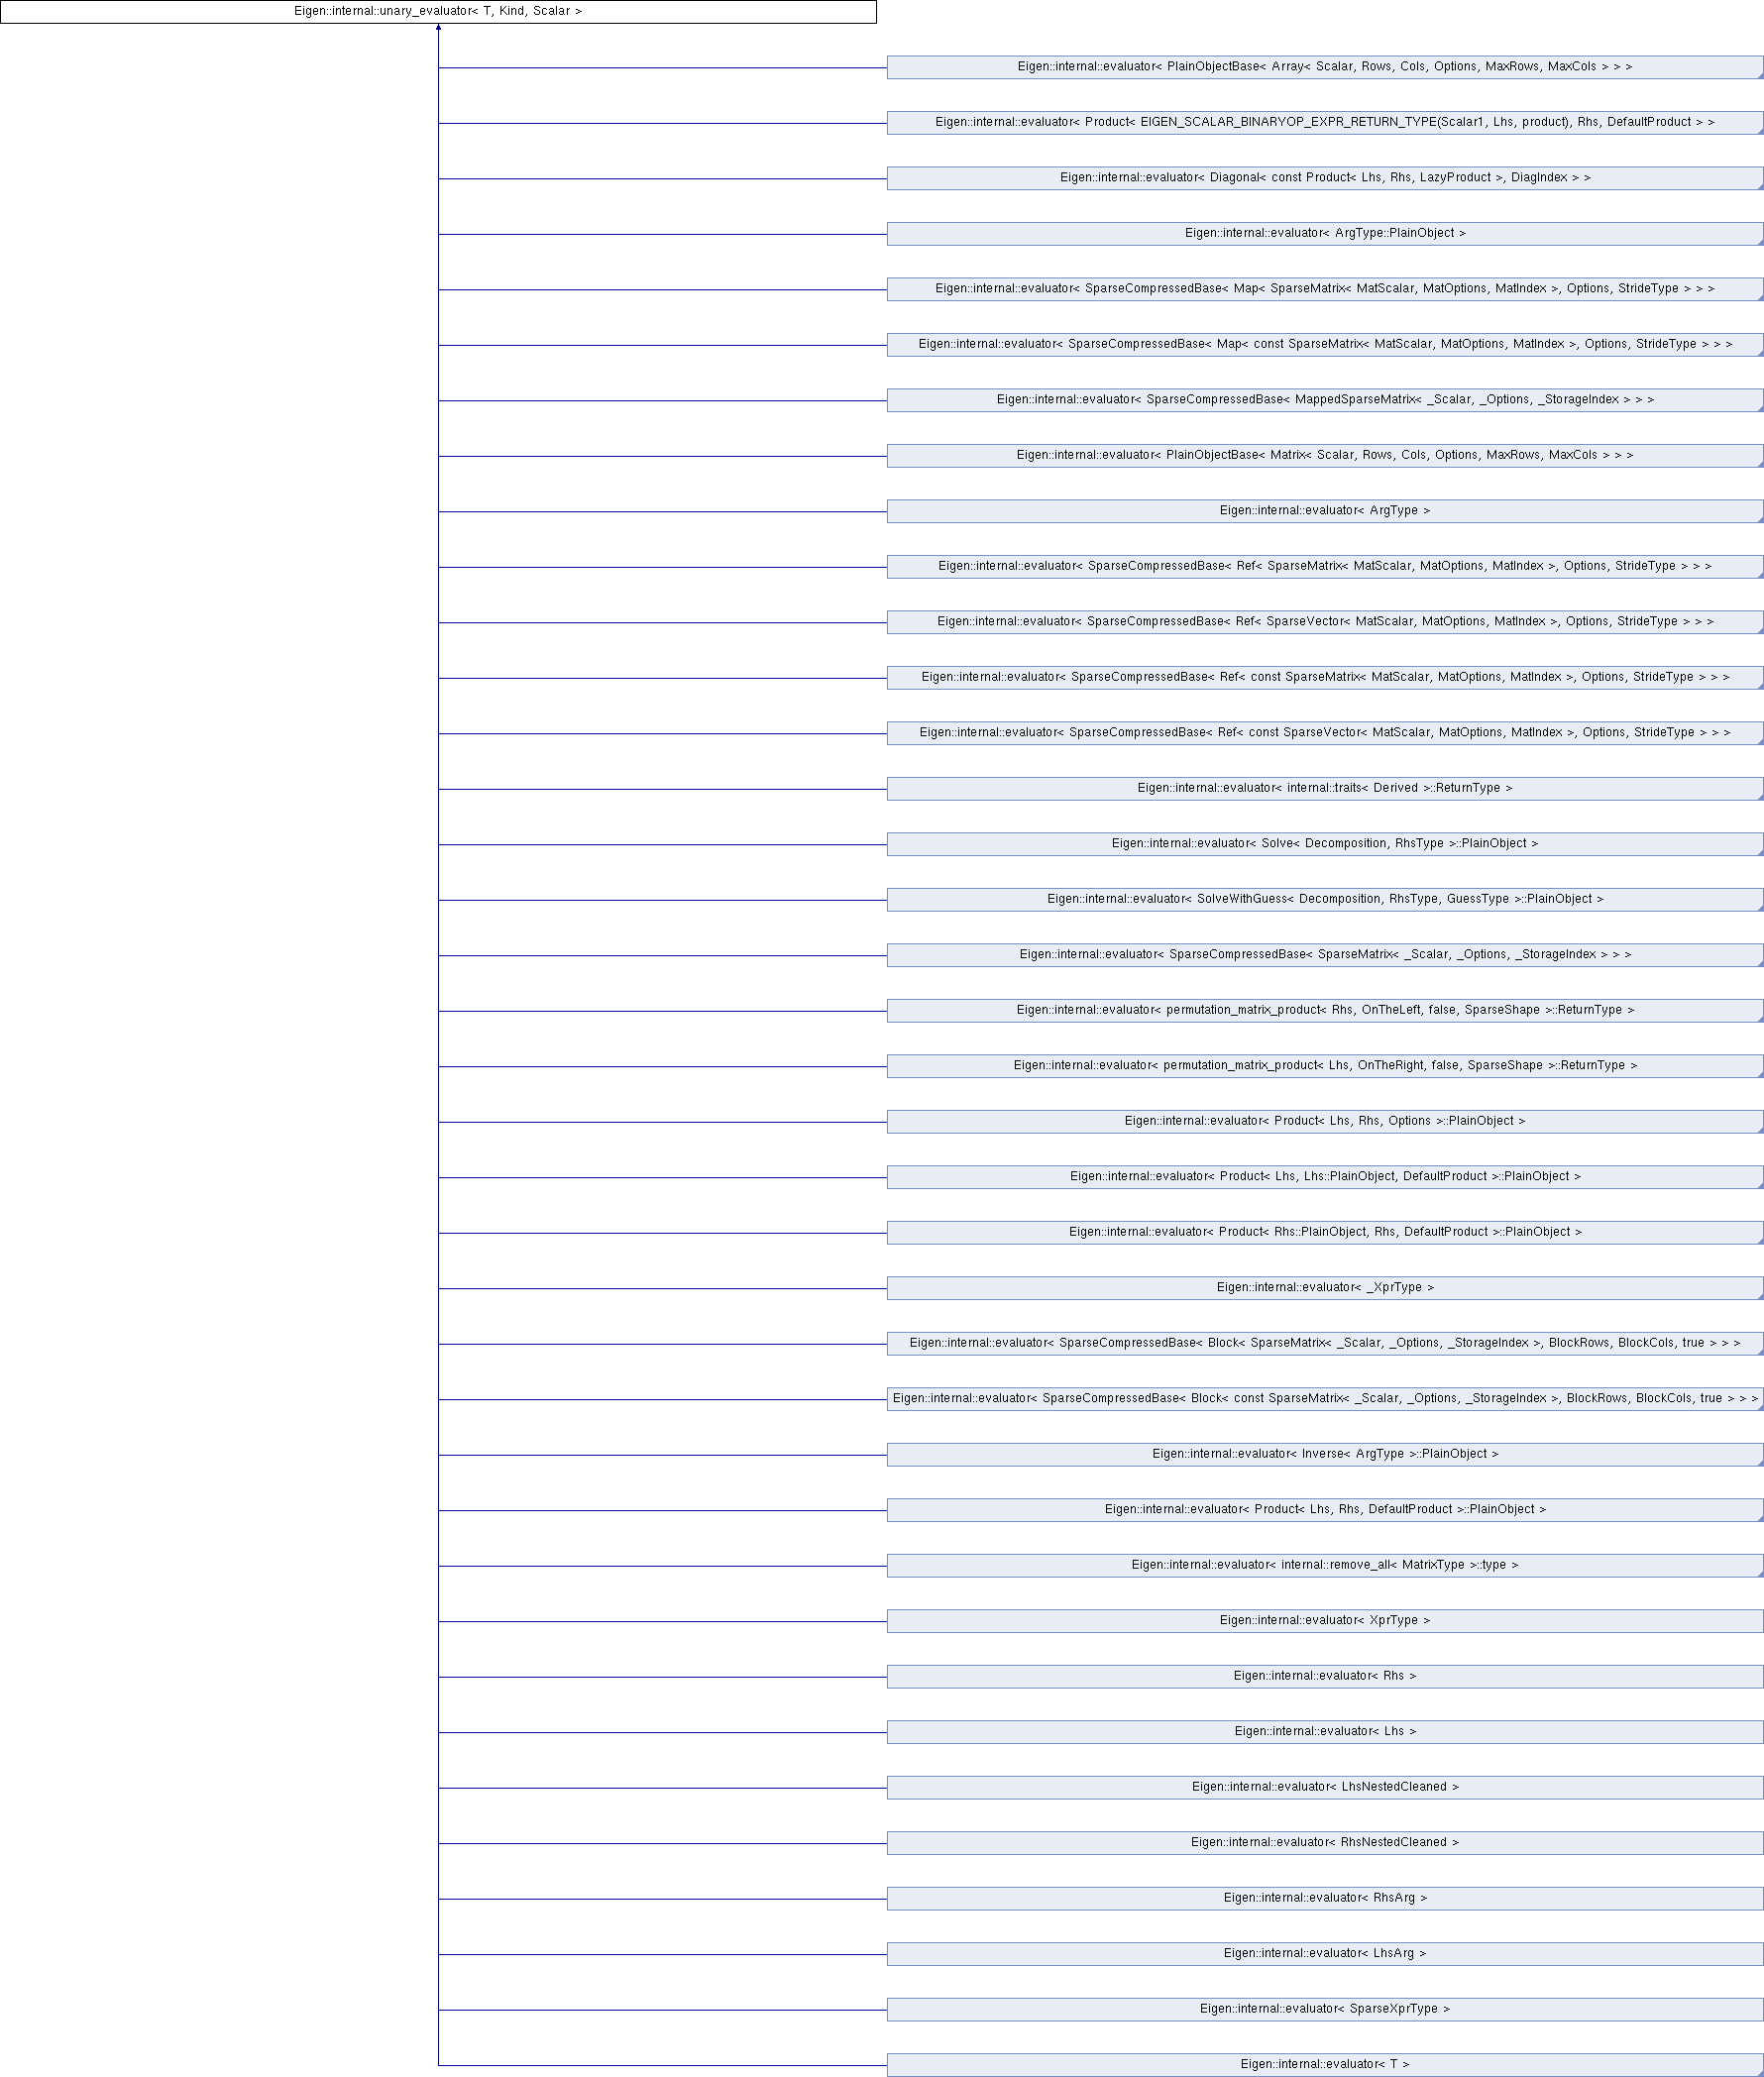 Eigen::internal::unary_evaluator< T, Kind, Scalar >
Eigen::internal::evaluator< PlainObjectBase< Array< Scalar, Rows, Cols, Options, MaxRows, MaxCols > > >
Eigen::internal::evaluator< Product< EIGEN_SCALAR_BINARYOP_EXPR_RETURN_TYPE(Scalar1, Lhs, product), Rhs, DefaultProduct > >
Eigen::internal::evaluator< Diagonal< const Product< Lhs, Rhs, LazyProduct >, DiagIndex > >
Eigen::internal::evaluator< ArgType::PlainObject >
Eigen::internal::evaluator< SparseCompressedBase< Map< SparseMatrix< MatScalar, MatOptions, MatIndex >, Options, StrideType > > >
Eigen::internal::evaluator< SparseCompressedBase< Map< const SparseMatrix< MatScalar, MatOptions, MatIndex >, Options, StrideType > > >
Eigen::internal::evaluator< SparseCompressedBase< MappedSparseMatrix< _Scalar, _Options, _StorageIndex > > >
Eigen::internal::evaluator< PlainObjectBase< Matrix< Scalar, Rows, Cols, Options, MaxRows, MaxCols > > >
Eigen::internal::evaluator< ArgType >
Eigen::internal::evaluator< SparseCompressedBase< Ref< SparseMatrix< MatScalar, MatOptions, MatIndex >, Options, StrideType > > >
Eigen::internal::evaluator< SparseCompressedBase< Ref< SparseVector< MatScalar, MatOptions, MatIndex >, Options, StrideType > > >
Eigen::internal::evaluator< SparseCompressedBase< Ref< const SparseMatrix< MatScalar, MatOptions, MatIndex >, Options, StrideType > > >
Eigen::internal::evaluator< SparseCompressedBase< Ref< const SparseVector< MatScalar, MatOptions, MatIndex >, Options, StrideType > > >
Eigen::internal::evaluator< internal::traits< Derived >::ReturnType >
Eigen::internal::evaluator< Solve< Decomposition, RhsType >::PlainObject >
Eigen::internal::evaluator< SolveWithGuess< Decomposition, RhsType, GuessType >::PlainObject >
Eigen::internal::evaluator< SparseCompressedBase< SparseMatrix< _Scalar, _Options, _StorageIndex > > >
Eigen::internal::evaluator< permutation_matrix_product< Rhs, OnTheLeft, false, SparseShape >::ReturnType >
Eigen::internal::evaluator< permutation_matrix_product< Lhs, OnTheRight, false, SparseShape >::ReturnType >
Eigen::internal::evaluator< Product< Lhs, Rhs, Options >::PlainObject >
Eigen::internal::evaluator< Product< Lhs, Lhs::PlainObject, DefaultProduct >::PlainObject >
Eigen::internal::evaluator< Product< Rhs::PlainObject, Rhs, DefaultProduct >::PlainObject >
Eigen::internal::evaluator< _XprType >
Eigen::internal::evaluator< SparseCompressedBase< Block< SparseMatrix< _Scalar, _Options, _StorageIndex >, BlockRows, BlockCols, true > > >
Eigen::internal::evaluator< SparseCompressedBase< Block< const SparseMatrix< _Scalar, _Options, _StorageIndex >, BlockRows, BlockCols, true > > >
Eigen::internal::evaluator< Inverse< ArgType >::PlainObject >
Eigen::internal::evaluator< Product< Lhs, Rhs, DefaultProduct >::PlainObject >
Eigen::internal::evaluator< internal::remove_all< MatrixType >::type >
Eigen::internal::evaluator< XprType >
Eigen::internal::evaluator< Rhs >
Eigen::internal::evaluator< Lhs >
Eigen::internal::evaluator< LhsNestedCleaned >
Eigen::internal::evaluator< RhsNestedCleaned >
Eigen::internal::evaluator< RhsArg >
Eigen::internal::evaluator< LhsArg >
Eigen::internal::evaluator< SparseXprType >
Eigen::internal::evaluator< T >